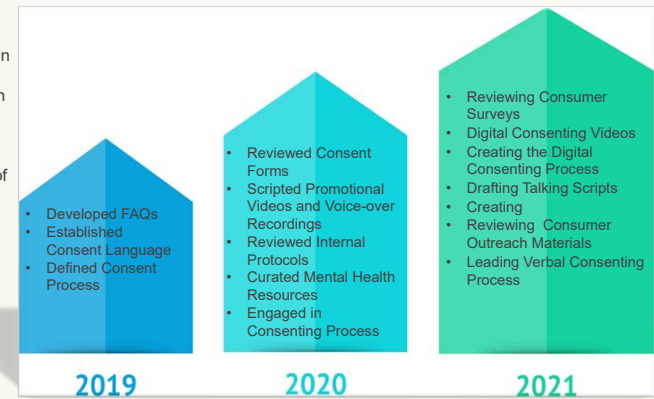 in
n
of
• Developed FAQs
• Established
Consent Language
• Defined Consent
Process
2019
• Reviewed Consent
Forms
• Scripted Promotional
Videos and Voice-over
Recordings
• Reviewed Internal
Protocols
• Curated Mental Health
Resources
• Engaged in
Consenting Process
2020
• Reviewing Consumer
Surveys
• Digital Consenting Videos
• Creating the Digital
Consenting Process
• Drafting Talking Scripts
• Creating
• Reviewing Consumer
Outreach Materials
• Leading Verbal Consenting
Process
2021